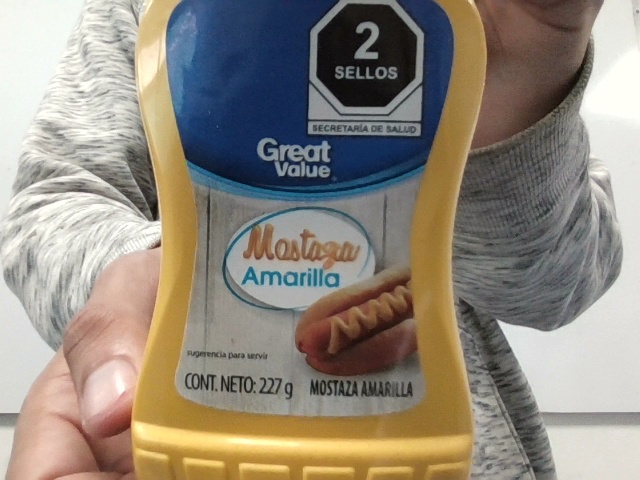 2
SELLOS
SECRETARÍA DE SALUD
Great
Value
Mostaza
Amarilla
sugerencia para servir
CONT. NETO: 227 g MOSTAZA AMARILLA